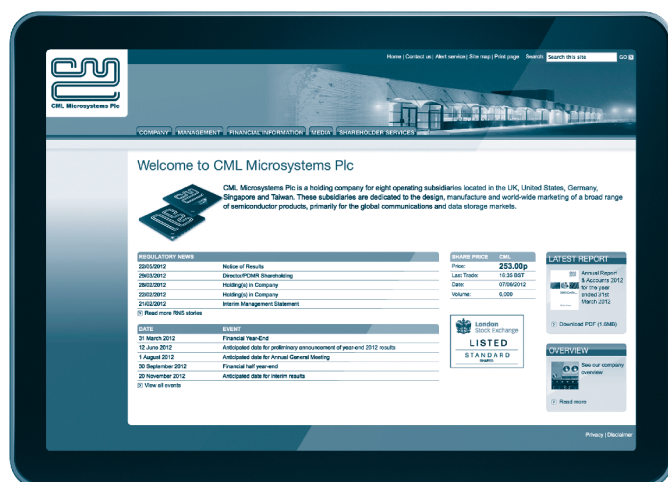 Home | Contact us | Alert service | Site map | Print page Search: Search this site GO
CML Microsystems Plc
COMPANY MANAGEMENT FINANCIAL INFORMATION MEDIA SHAREHOLDER SERVICES
Welcome to CML Microsystems Plc
CML Microsystems Plc is a holding company for eight operating subsidiaries located in the UK, United States, Germany,
Singapore and Taiwan. These subsidiaries are dedicated to the design, manufacture and world-wide marketing of a broad range
of semiconductor products, primarily for the global communications and data storage markets.
REGULATORY NEWS
22/05/2012 Notice of Results
29/03/2012 Director/PDMR Shareholding
28/02/2012 Holding(s) in Company
22/02/2012 Holding(s) in Company
21/02/2012 Interim Management Statement
Read more RNS stories
DATE EVENT
31 March 2012 Financial Year-End
12 June 2012 Anticipated date for preliminary announcement of year-end 2012 results
1 August 2012 Anticipated date for Annual General Meeting
30 September 2012 Financial half year-end
20 November 2012 Anticipated date for interim results
View all events
SHARE PRICE CML
Price: 253.00p
Last Trade: 16:35 BST
Date: 07/06/2012
Volume: 6,000
London
Stock Exchange
LISTED
STANDARD
SHARES
LATEST REPORT
Annual Report
& Accounts 2012
for the year
ended 31st
March 2012
Download PDF (1.6MB)
OVERVIEW
See our company
overview
Read more
Privacy | Disclaimer